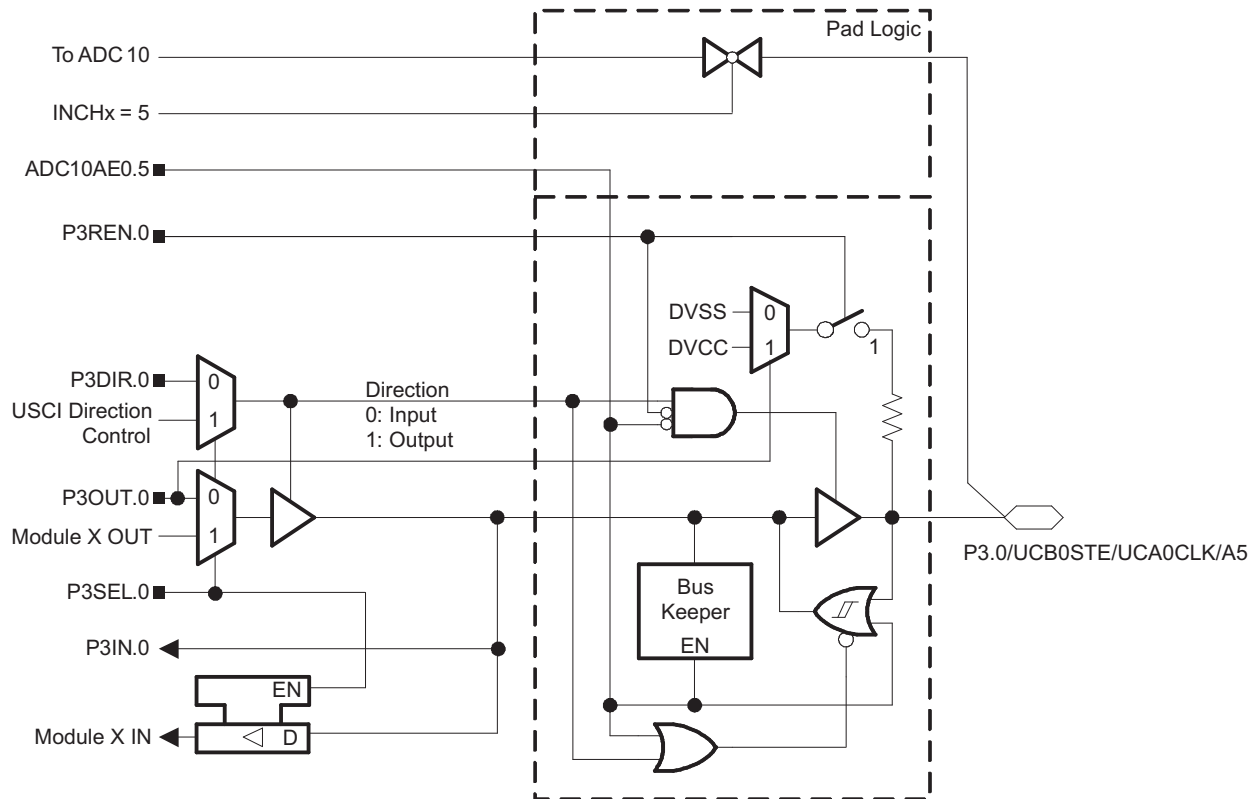 Pad Logic
To ADC 10
INCHx = 5
ADC10AE0.5
P3REN.0
DVSS
0
DVCC
1
1
P3DIR.0
0
USCI Direction
Control
1
Direction
0: Input
1: Output
P3OUT.0
0
Module X OUT
1
P3.0/UCB0STE/UCA0CLK/A5
P3SEL.0
Bus
Keeper
EN
P3IN.0
EN
Module X IN
D